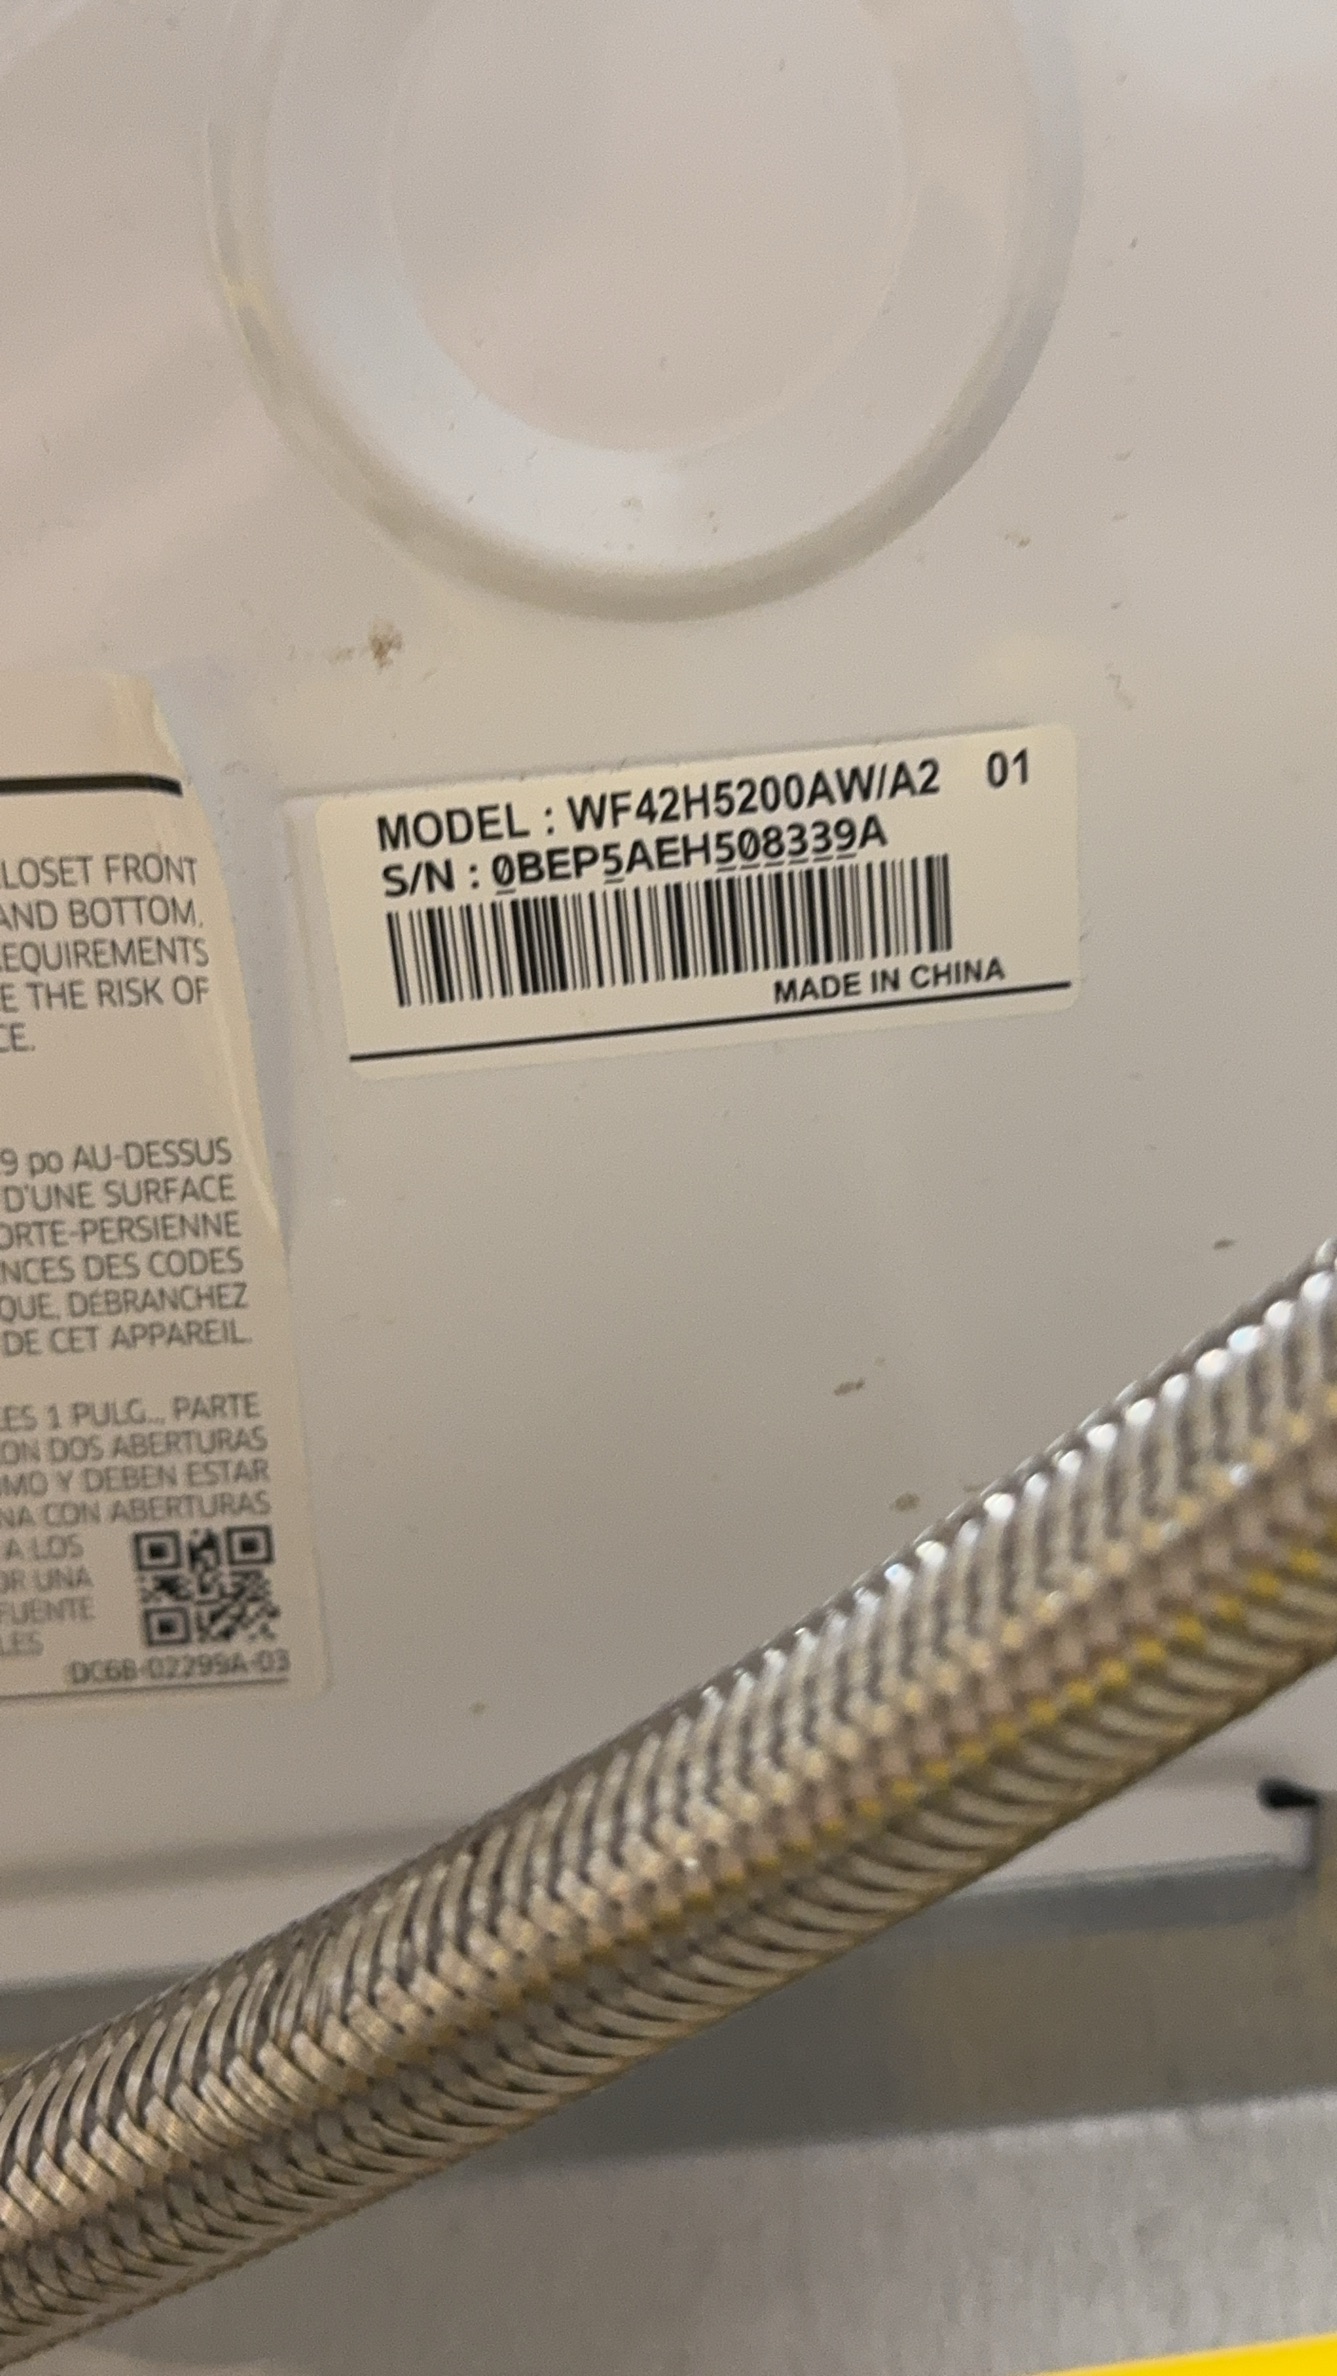 MODEL : WF42H5200AW/A2 01
S/N : 0BEP5AEH508339A
MADE IN CHINA
LOSET FRONT
AND BOTTOM,
EQUIREMENTS
E THE RISK OF
CE.
9 po AU-DESSUS
D'UNE SURFACE
ORTE-PERSIENNE
NCES DES CODES
QUE, DÉBRANCHEZ
DE CET APPAREIL.
ES 1 PULG., PARTE
ON DOS ABERTURAS
MO Y DEBEN ESTAR
NA CON ABERTURAS
A LOS
OR UNA
FUENTE
LES
DC68-02299A-03